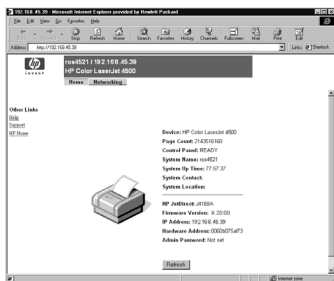 192.168.45.39 - Microsoft Internet Explorer provided by Hewlett Packard
File Edit View Go Favorites Help
Stop Refresh Home Search Favorites History Channels Fullscreen Mail Print Edit
Address http://192.168.45.39 Links
hp
invent
ros4521 / 192.168.45.39
HP Color LaserJet 4500
Home Networking
Other Links
Help
Support
HP Home
Device: HP Color LaserJet 4500
Page Count: 2140516160
Control Panel: READY
System Name: ros4521
System Up Time: 77:57:37
System Contact:
System Location:
HP JetDirect: J4169A
Firmware Version: X.20.00
IP Address: 192.168.45.39
Hardware Address: 0060b075ef73
Admin Password: Not set
Refresh
Internet zone